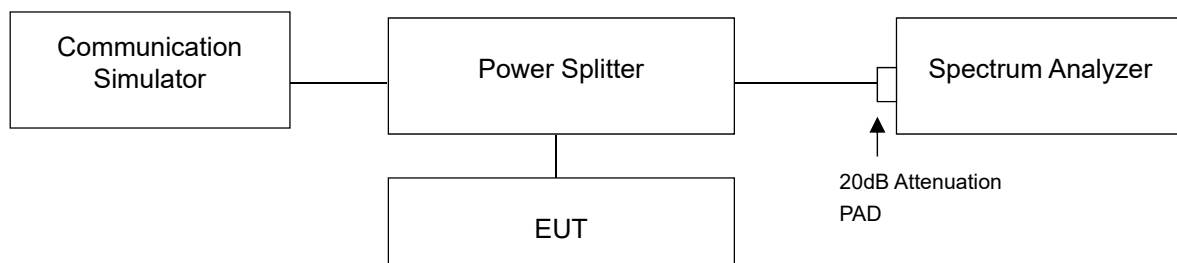 Communication
Simulator
Power Splitter
Spectrum Analyzer
20dB Attenuation
PAD
EUT